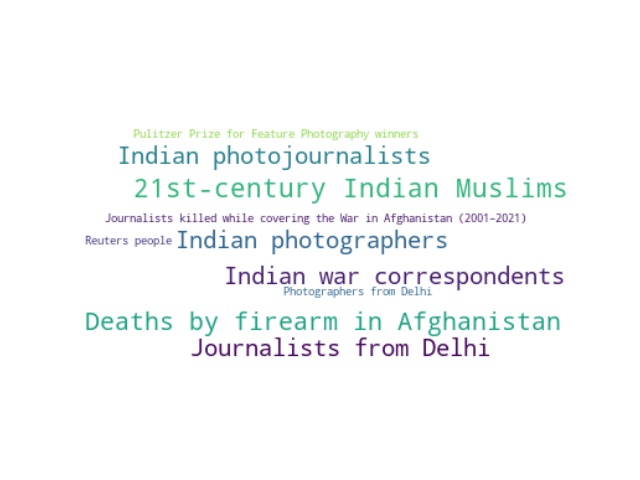 Pulitzer Prize for Feature Photography winners
Indian photojournalists
21st-century Indian Muslims
Journalists killed while covering the War in Afghanistan (2001–2021)
Reuters people Indian photographers
Indian war correspondents
Photographers from Delhi
Deaths by firearm in Afghanistan
Journalists from Delhi